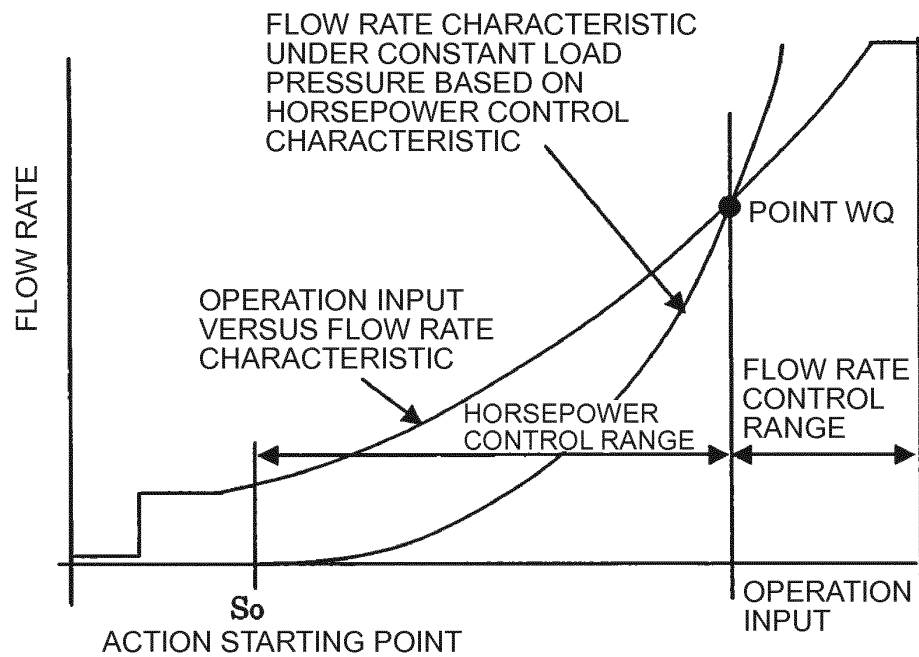 FLOW RATE CHARACTERISTIC
UNDER CONSTANT LOAD
PRESSURE BASED ON
HORSEPOWER CONTROL
CHARACTERISTIC
FLOW RATE
POINT WQ
OPERATION INPUT
VERSUS FLOW RATE
CHARACTERISTIC
HORSEPOWER
CONTROL RANGE
FLOW RATE
CONTROL
RANGE
So
ACTION STARTING POINT
OPERATION
INPUT